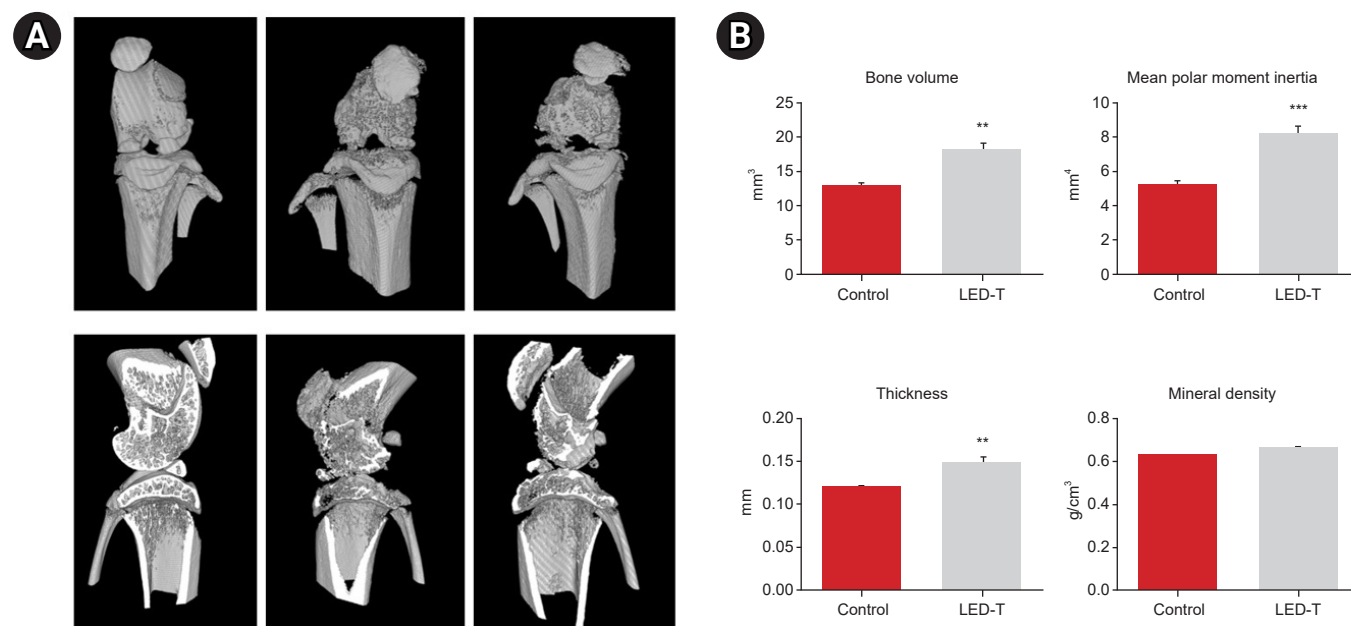 A
B
Bone volume
25
20
15
10
5
0
mm³
**
Control LED-T
Mean polar moment inertia
10
8
6
4
2
0
mm⁴
***
Control LED-T
Thickness
0.20
0.15
0.10
0.05
0.00
mm
**
Control LED-T
Mineral density
0.8
0.6
0.4
0.2
0.0
g/cm³
Control LED-T